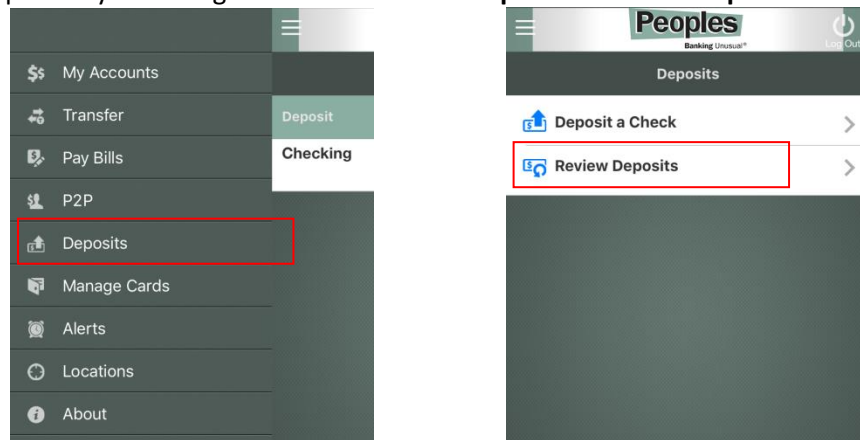 $$ My Accounts
Transfer
Pay Bills
P2P
Deposits
Manage Cards
Alerts
Locations
About
Deposit
Checking
Peoples
Banking Unusual®
Log Out
Deposits
Deposit a Check
Review Deposits